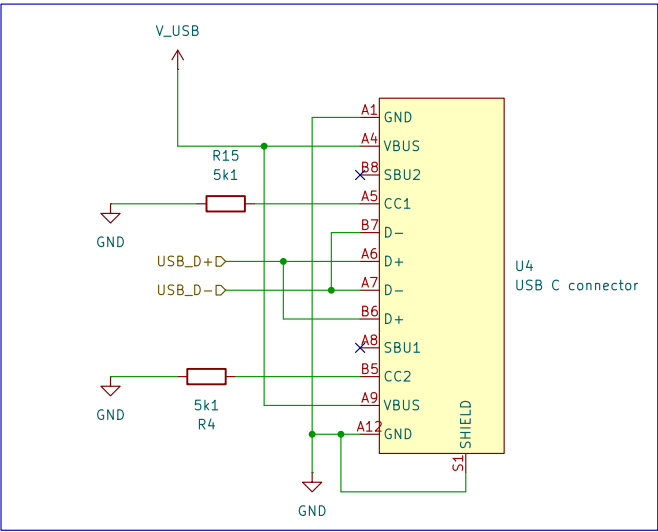 V_USB
A1 GND
A4 VBUS
R15
5k1
B8 SBU2
A5 CC1
GND
B7 D-
USB_D+ A6 D+
USB_D- A7 D-
U4
USB C connector
B6 D+
A8 SBU1
B5 CC2
GND
5k1
R4
A9 VBUS
A12 GND
SHIELD
S1
GND